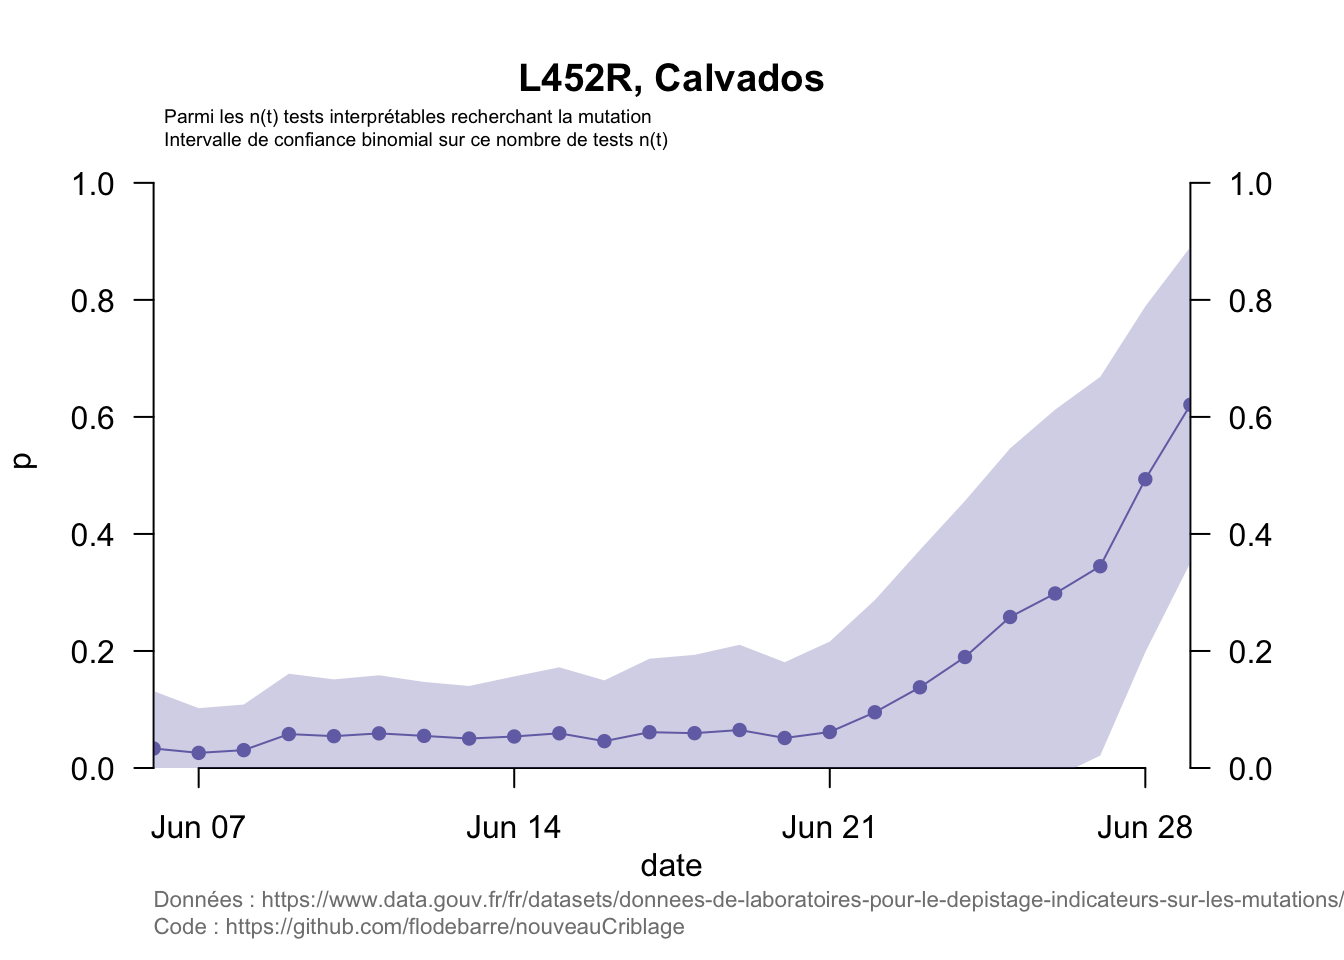 L452R, Calvados
Parmi les n(t) tests interprétables recherchant la mutation
Intervalle de confiance binomial sur ce nombre de tests n(t)
1.0 1.0
0.8 0.8
0.6 0.6
p
0.4 0.4
0.2 0.2
0.0 0.0
Jun 07 Jun 14 Jun 21 Jun 28
date
Données : https://www.data.gouv.fr/fr/datasets/donnees-de-laboratoires-pour-le-depistage-indicateurs-sur-les-mutations/
Code : https://github.com/flodebarre/nouveauCriblage